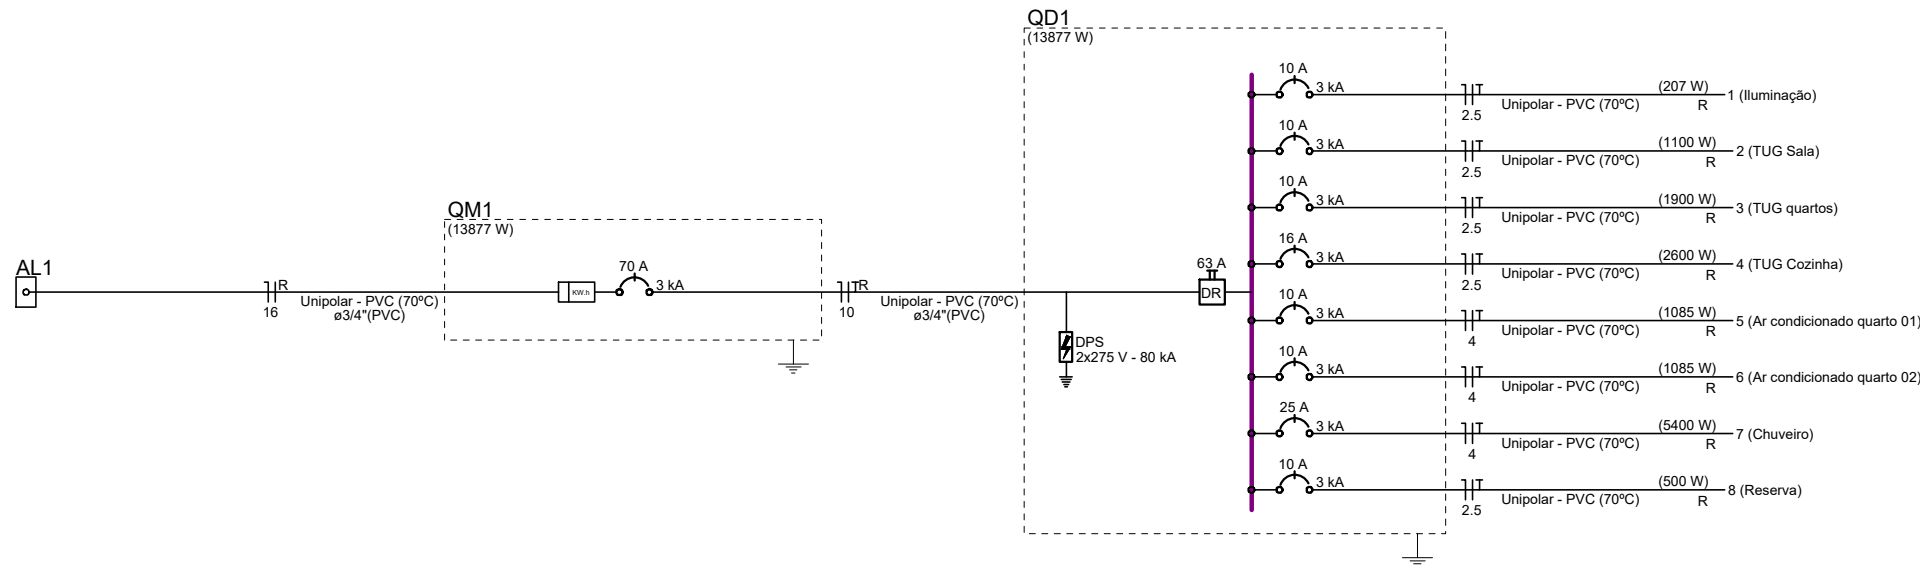 AL1
R
16
Unipolar - PVC (70ºC)
ø3/4"(PVC)
QM1
(13877 W)
KW.h
70 A
3 kA
TR
10
Unipolar - PVC (70ºC)
ø3/4"(PVC)
QD1
(13877 W)
DPS
2x275 V - 80 kA
63 A
DR
10 A
3 kA
T
2.5
Unipolar - PVC (70ºC)
(207 W)
R
1 (Iluminação)
10 A
3 kA
T
2.5
Unipolar - PVC (70ºC)
(1100 W)
R
2 (TUG Sala)
10 A
3 kA
T
2.5
Unipolar - PVC (70ºC)
(1900 W)
R
3 (TUG quartos)
16 A
3 kA
T
2.5
Unipolar - PVC (70ºC)
(2600 W)
R
4 (TUG Cozinha)
10 A
3 kA
T
4
Unipolar - PVC (70ºC)
(1085 W)
R
5 (Ar condicionado quarto 01)
10 A
3 kA
T
4
Unipolar - PVC (70ºC)
(1085 W)
R
6 (Ar condicionado quarto 02)
25 A
3 kA
T
4
Unipolar - PVC (70ºC)
(5400 W)
R
7 (Chuveiro)
10 A
3 kA
T
2.5
Unipolar - PVC (70ºC)
(500 W)
R
8 (Reserva)